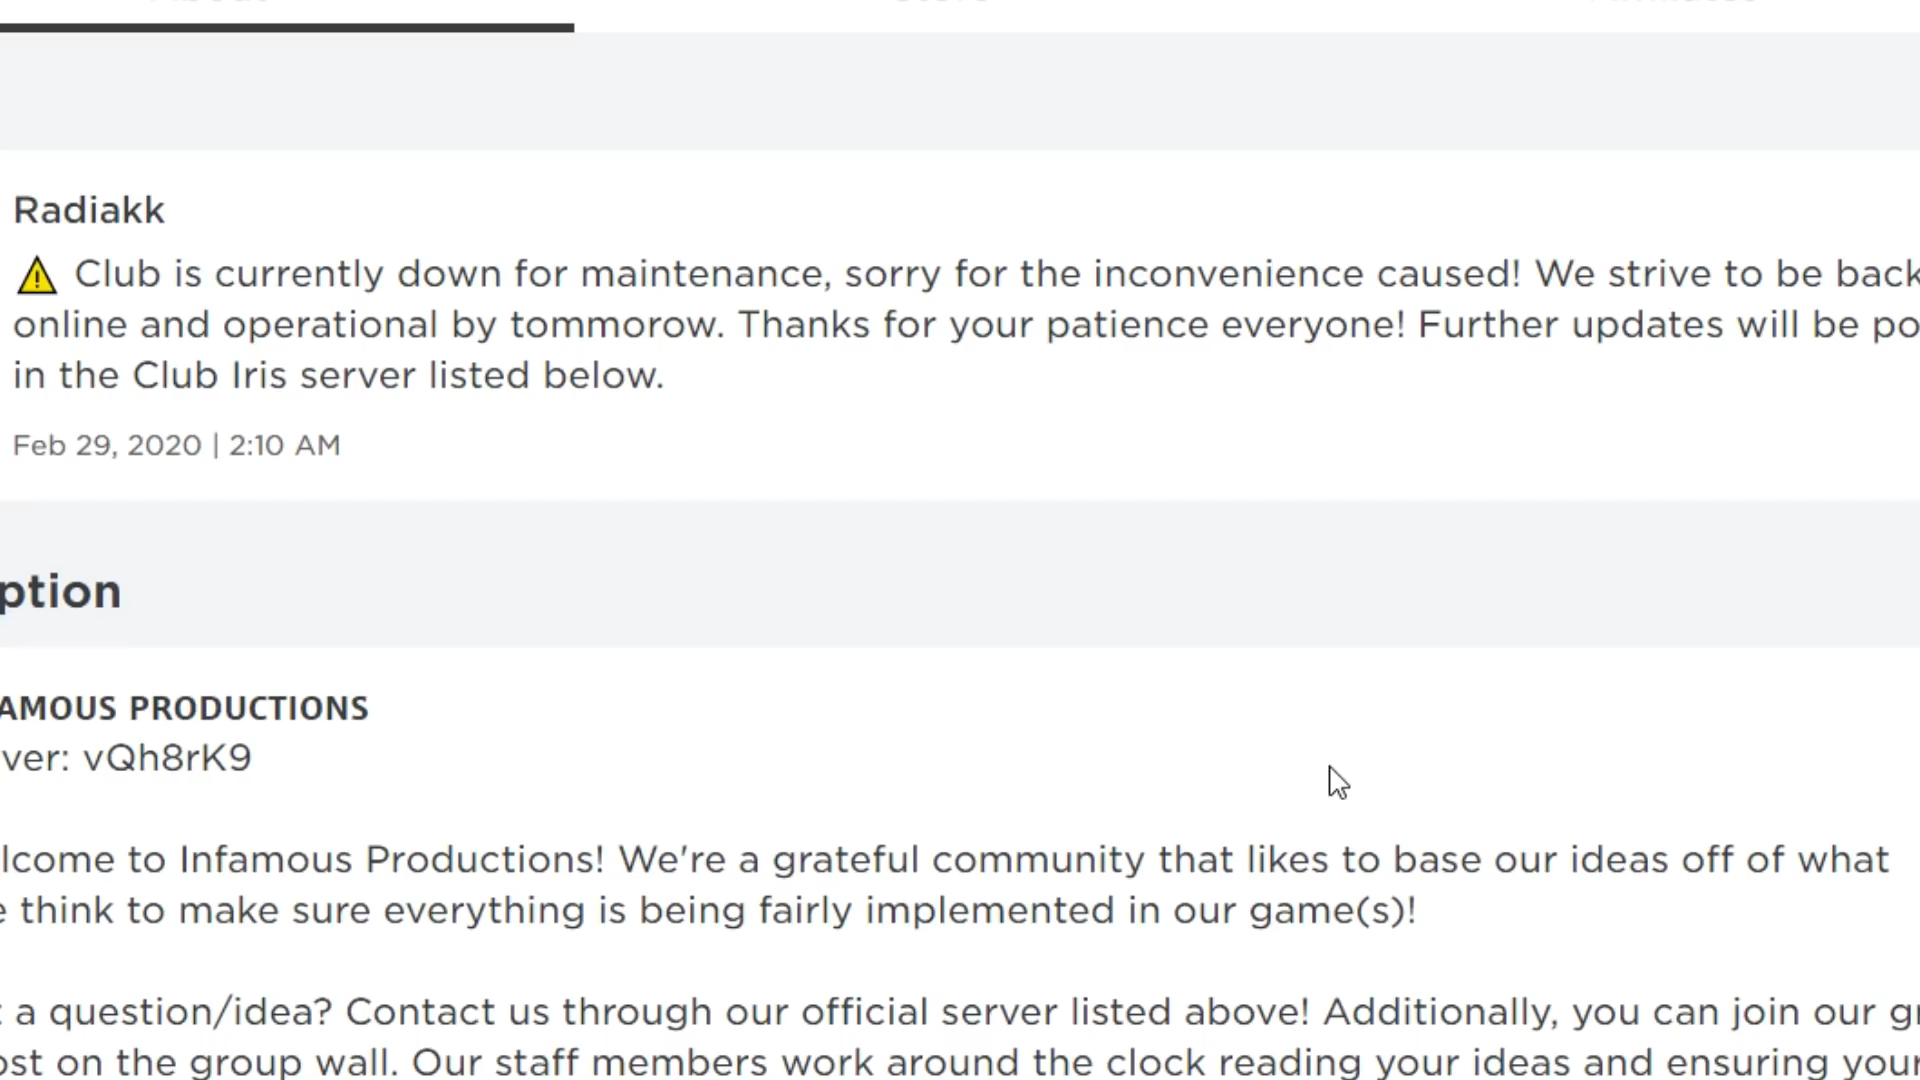 Radiakk
⚠ Club is currently down for maintenance, sorry for the inconvenience caused! We strive to be back
online and operational by tommorow. Thanks for your patience everyone! Further updates will be
in the Club Iris server listed below.
Feb 29, 2020 | 2:10 AM
ption
AMOUS PRODUCTIONS
ver: vQh8rK9
lcome to Infamous Productions! We're a grateful community that likes to base our ideas off of what
think to make sure everything is being fairly implemented in our game(s)!
a question/idea? Contact us through our official server listed above! Additionally, you can join our
ost on the group wall. Our staff members work around the clock reading your ideas and ensuring your